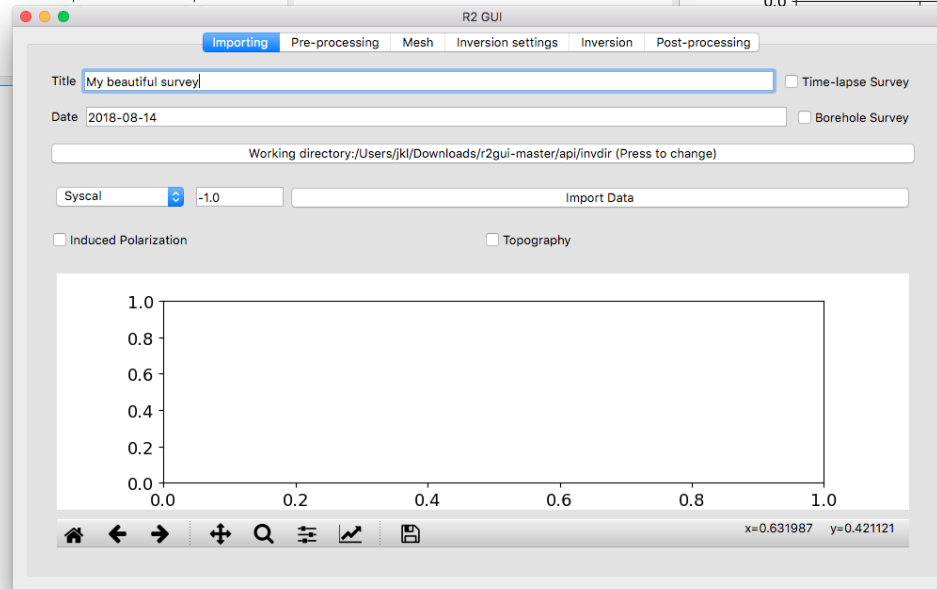 0.0
R2 GUI
Importing Pre-processing Mesh Inversion settings Inversion Post-processing
Title My beautiful survey Time-lapse Survey
Date 2018-08-14 Borehole Survey
Working directory:/Users/jkl/Downloads/r2gui-master/api/invdir (Press to change)
Syscal -1.0 Import Data
Induced Polarization Topography
1.0
0.8
0.6
0.4
0.2
0.0
0.0 0.2 0.4 0.6 0.8 1.0
x=0.631987 y=0.421121